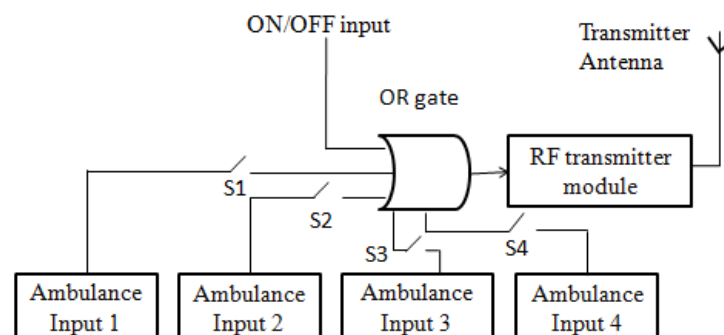 ON/OFF input
Transmitter
Antenna
OR gate
RF transmitter
module
S1
S2
S3
S4
Ambulance
Input 1
Ambulance
Input 2
Ambulance
Input 3
Ambulance
Input 4